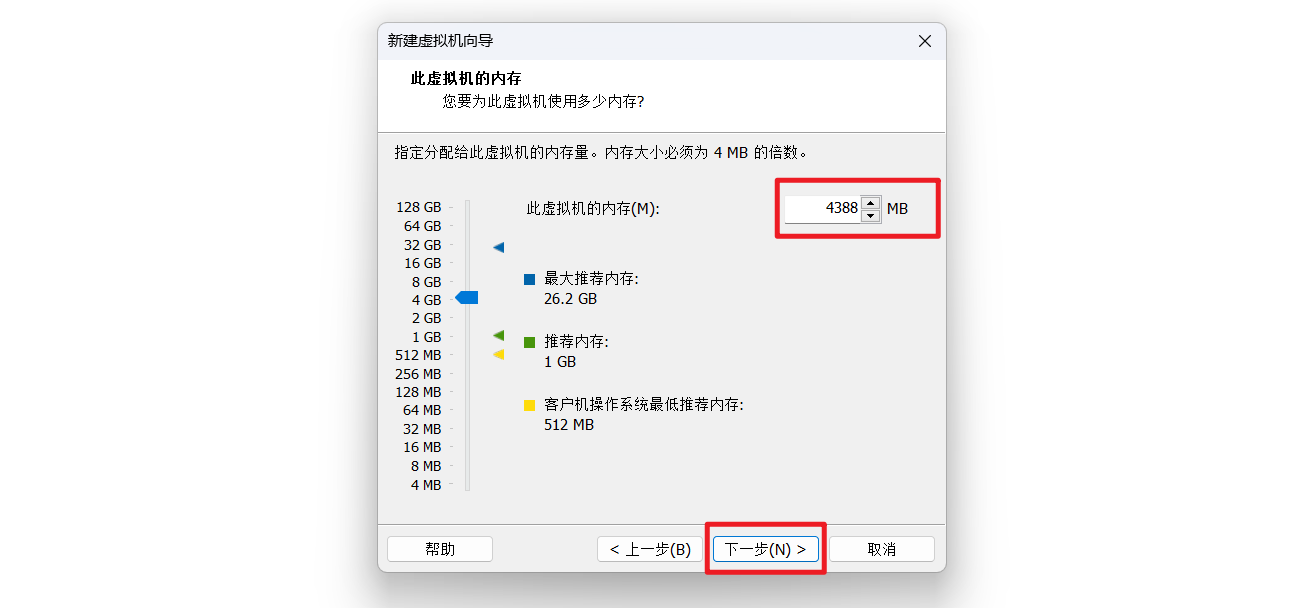 新建虚拟机向导
此虚拟机的内存
您要为此虚拟机使用多少内存?
指定分配给此虚拟机的内存量。内存大小必须为 4 MB 的倍数。
128 GB
64 GB
32 GB
16 GB
8 GB
4 GB
2 GB
1 GB
512 MB
256 MB
128 MB
64 MB
32 MB
16 MB
8 MB
4 MB
此虚拟机的内存(M):
4388 MB
最大推荐内存:
26.2 GB
推荐内存:
1 GB
客户机操作系统最低推荐内存:
512 MB
帮助
< 上一步(B)
下一步(N) >
取消